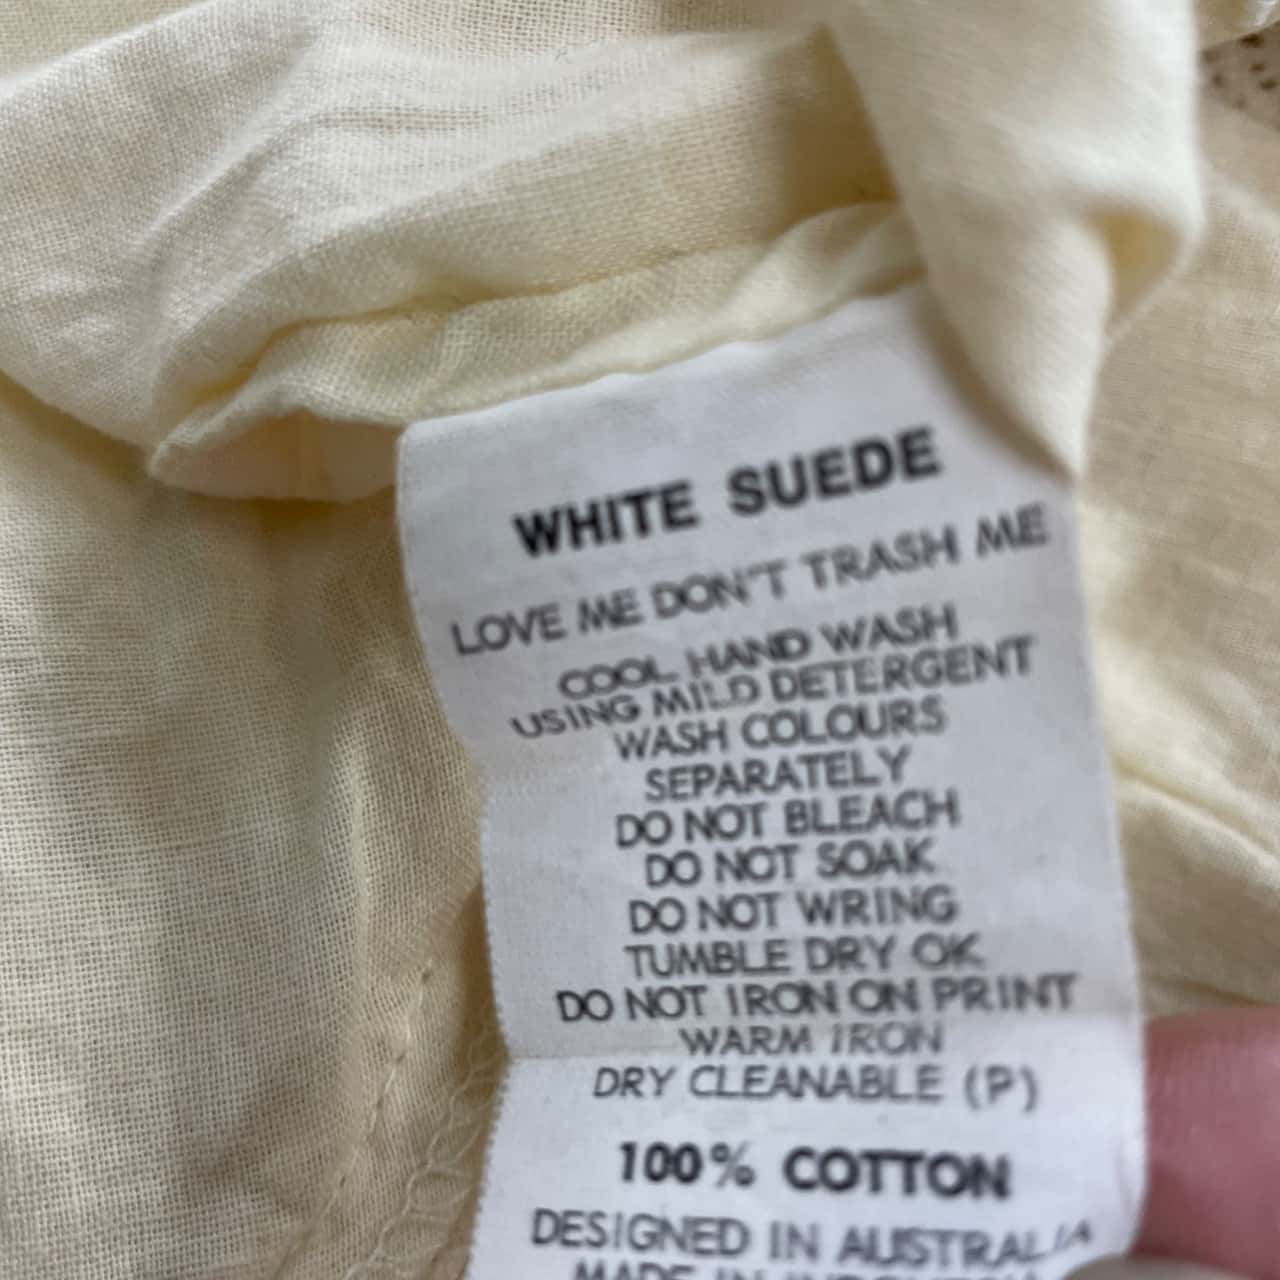 WHITE SUEDE
LOVE ME DON'T TRASH ME
COOL HAND WASH
USING MILD DETERGENT
WASH COLOURS
SEPARATELY
DO NOT BLEACH
DO NOT SOAK
DO NOT WRING
TUMBLE DRY OK
DO NOT IRON ON PRINT
WARM IRON
DRY CLEANABLE (P)
100% COTTON
DESIGNED IN AUSTRALIA
MADE IN